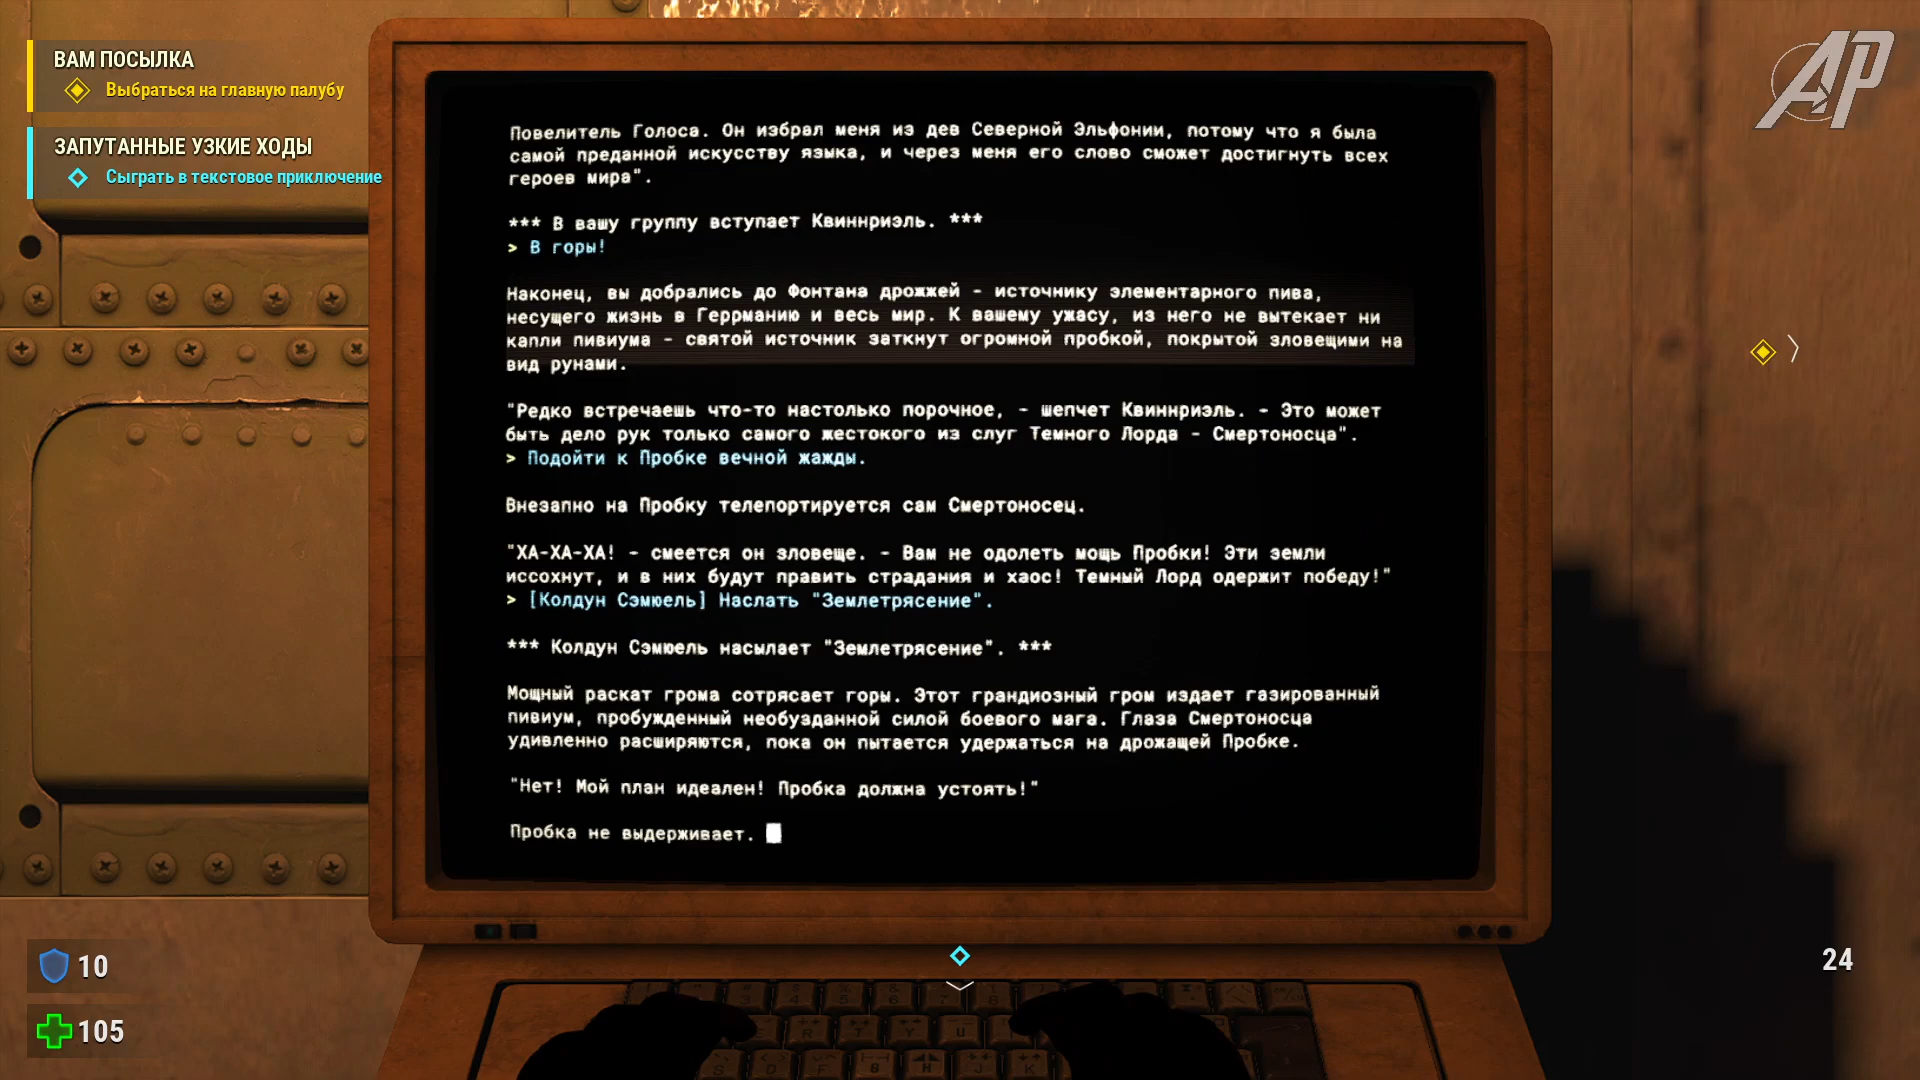 ВАМ ПОСЫЛКА
Выбраться на главную палубу
ЗАПУТАННЫЕ УЗКИЕ ХОДЫ
Сыграть в текстовое приключение
AP
Повелитель Голоса. Он избрал меня из дев Северной Эльфонии, потому что я была
самой преданной искусству языка, и через меня его слово сможет достигнуть всех
героев мира".
*** В вашу группу вступает Квиннриэль. ***
> В горы!
Наконец, вы добрались до Фонтана дрожжей - источнику элементарного пива,
несущего жизнь в Геррманию и весь мир. К вашему ужасу, из него не вытекает ни
капли пивиума - святой источник заткнут огромной пробкой, покрытой зловещими на
вид рунами.
"Редко встречаешь что-то настолько порочное, - шепчет Квиннриэль. - Это может
быть дело рук только самого жестокого из слуг Темного Лорда - Смертоносца".
> Подойти к Пробке вечной жажды.
Внезапно на Пробку телепортируется сам Смертоносец.
"ХА-ХА-ХА! - смеется он зловеще. - Вам не одолеть мощь Пробки! Эти земли
иссохнут, и в них будут править страдания и хаос! Темный Лорд одержит победу!"
> [Колдун Сэмюель] Наслать "Землетрясение".
*** Колдун Сэмюель насылает "Землетрясение". ***
Мощный раскат грома сотрясает горы. Этот грандиозный гром издает газированный
пивиум, пробужденный необузданной силой боевого мага. Глаза Смертоносца
удивленно расширяются, пока он пытается удержаться на дрожащей Пробке.
"Нет! Мой план идеален! Пробка должна устоять!"
Пробка не выдерживает.
10
24
105